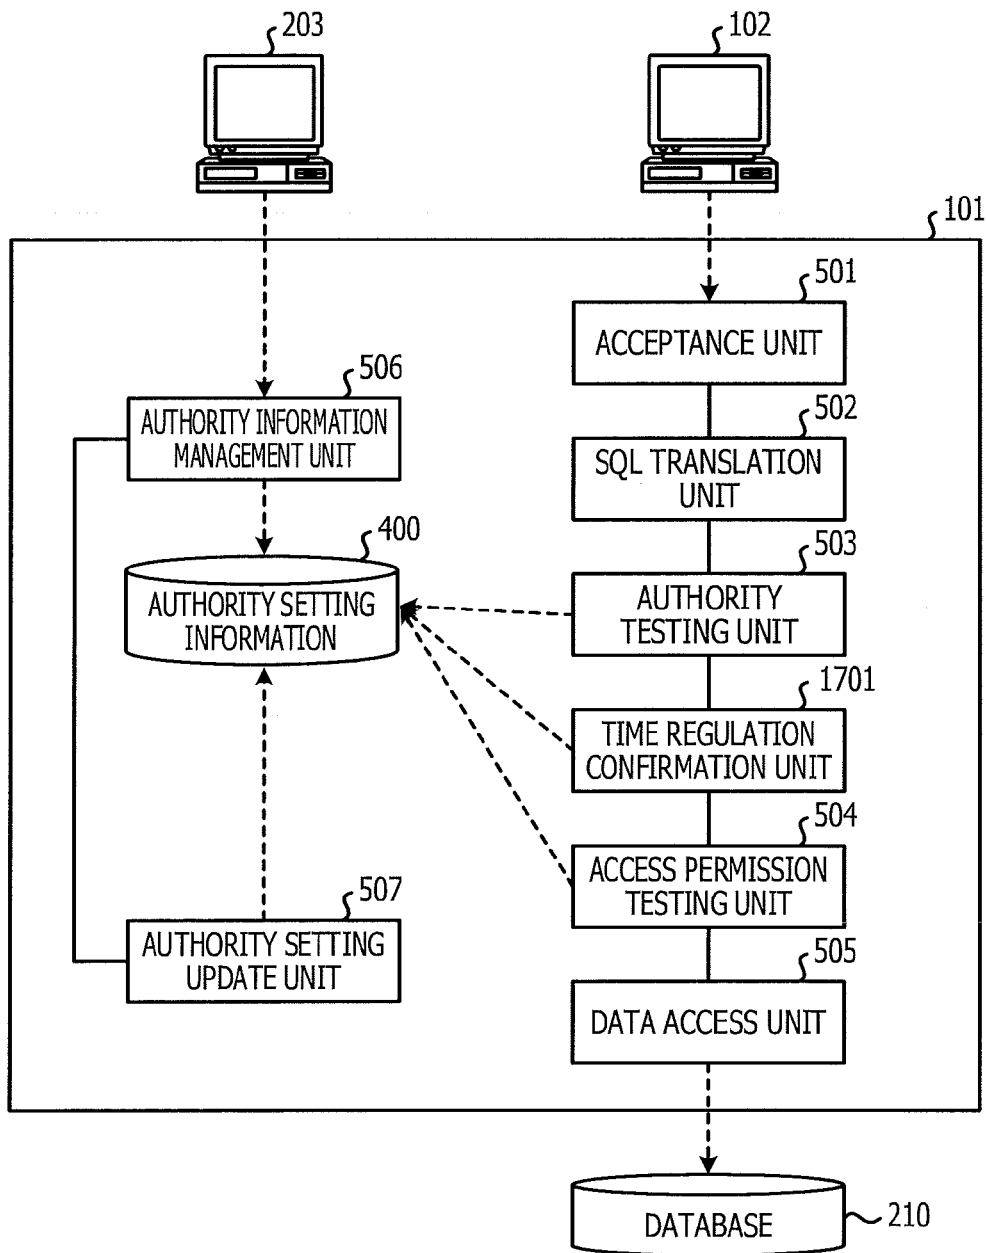 203
102
101
501
ACCEPTANCE UNIT
506
AUTHORITY INFORMATION
MANAGEMENT UNIT
502
SQL TRANSLATION
UNIT
400
AUTHORITY SETTING
INFORMATION
503
AUTHORITY
TESTING UNIT
1701
TIME REGULATION
CONFIRMATION UNIT
504
ACCESS PERMISSION
TESTING UNIT
507
AUTHORITY SETTING
UPDATE UNIT
505
DATA ACCESS UNIT
DATABASE
210